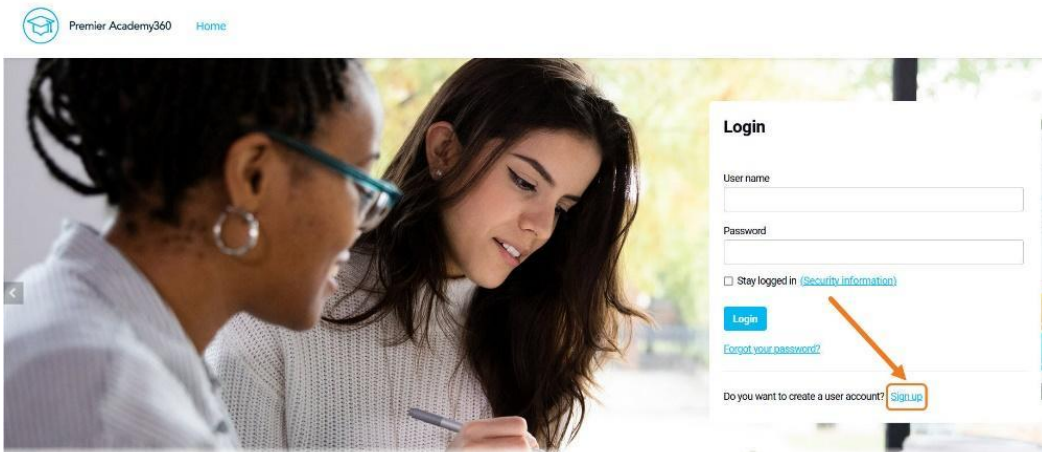 Premier Academy360 Home
Login
User name
Password
Stay logged in (Security information)
Login
Forgot your password?
Do you want to create a user account? Sign up